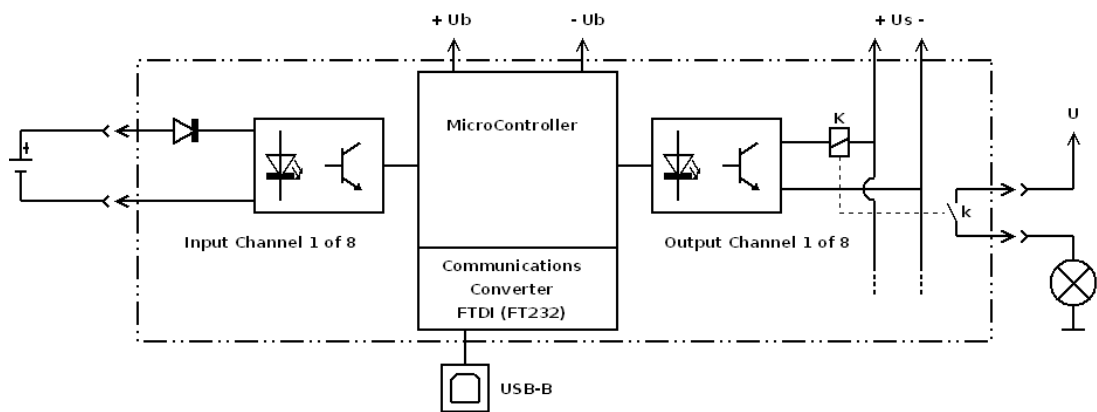 + Ub
- Ub
+ Us -
MicroController
K
U
+
k
Input Channel 1 of 8
Output Channel 1 of 8
Communications
Converter
FTDI (FT232)
USB-B